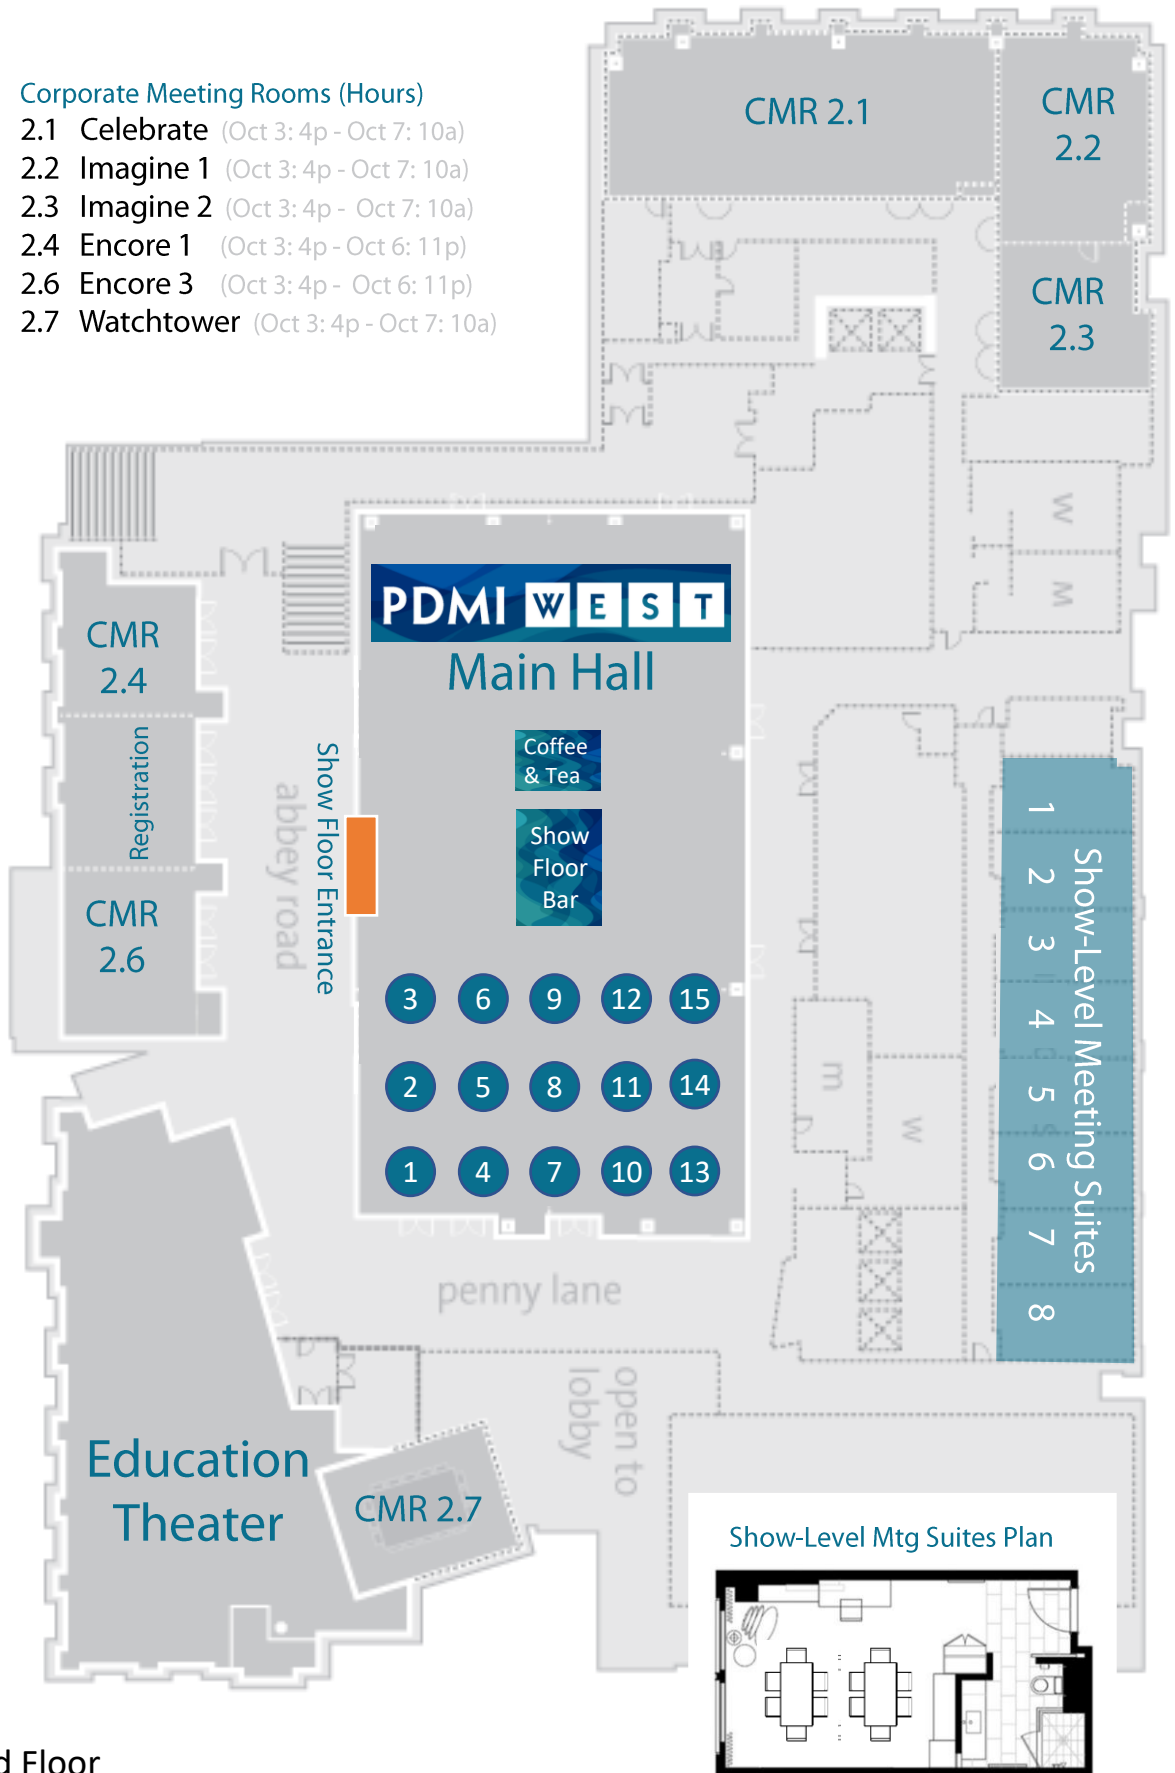 Corporate Meeting Rooms (Hours)
2.1 Celebrate (Oct 3: 4p - Oct 7: 10a)
2.2 Imagine 1 (Oct 3: 4p - Oct 7: 10a)
2.3 Imagine 2 (Oct 3: 4p - Oct 7: 10a)
2.4 Encore 1 (Oct 3: 4p - Oct 6: 11p)
2.6 Encore 3 (Oct 3: 4p - Oct 6: 11p)
2.7 Watchtower (Oct 3: 4p - Oct 7: 10a)
CMR 2.1
CMR
2.2
CMR
2.3
w
m
PDMI WEST
Main Hall
Coffee
& Tea
Show
Floor
Bar
CMR
2.4
Registration
CMR
2.6
abbey road
Show Floor Entrance
3 6 9 12 15
2 5 8 11 14
1 4 7 10 13
m
w
1
2
3
4
5
6
7
8
Show-Level Meeting Suites
penny lane
open to
lobby
Education
Theater
CMR 2.7
Show-Level Mtg Suites Plan
Floor